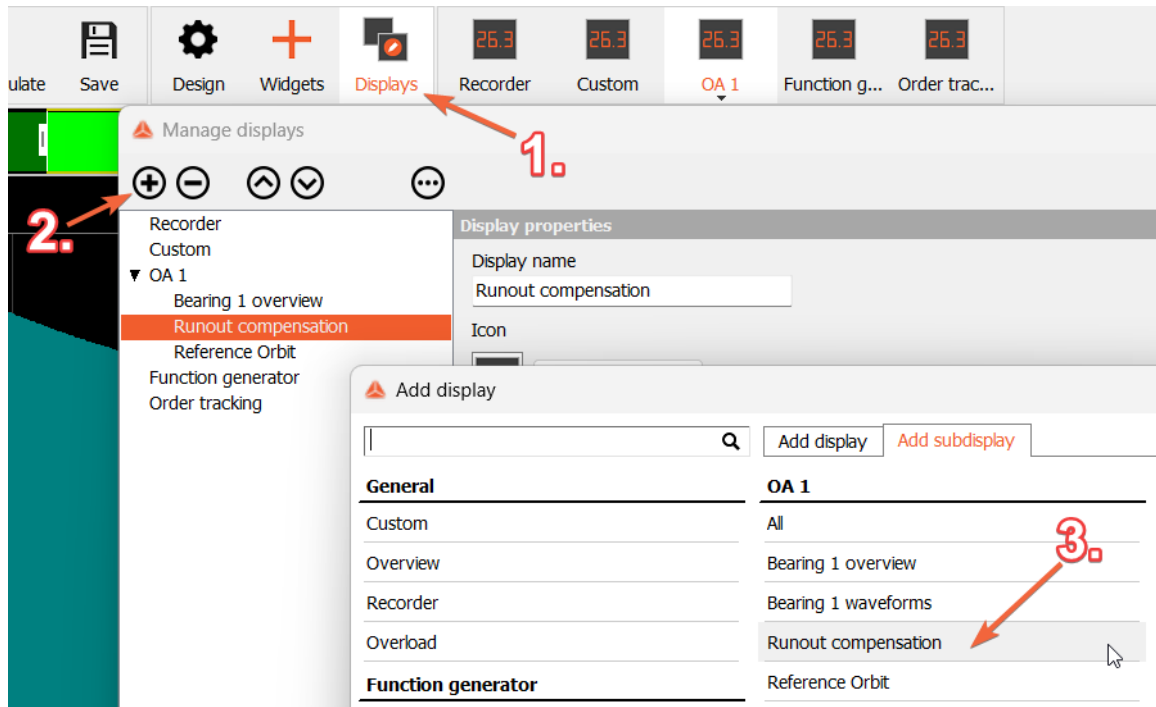 26.3 26.3 26.3 26.3 26.3
ulate Save Design Widgets Displays Recorder Custom OA 1 Function g... Order trac...
Manage displays
1.
2.
Recorder
Custom
OA 1
Bearing 1 overview
Runout compensation
Reference Orbit
Function generator
Order tracking
Display properties
Display name
Runout compensation
Icon
Add display
Add display Add subdisplay
General
Custom
Overview
Recorder
Overload
Function generator
OA 1
All
3.
Bearing 1 overview
Bearing 1 waveforms
Runout compensation
Reference Orbit